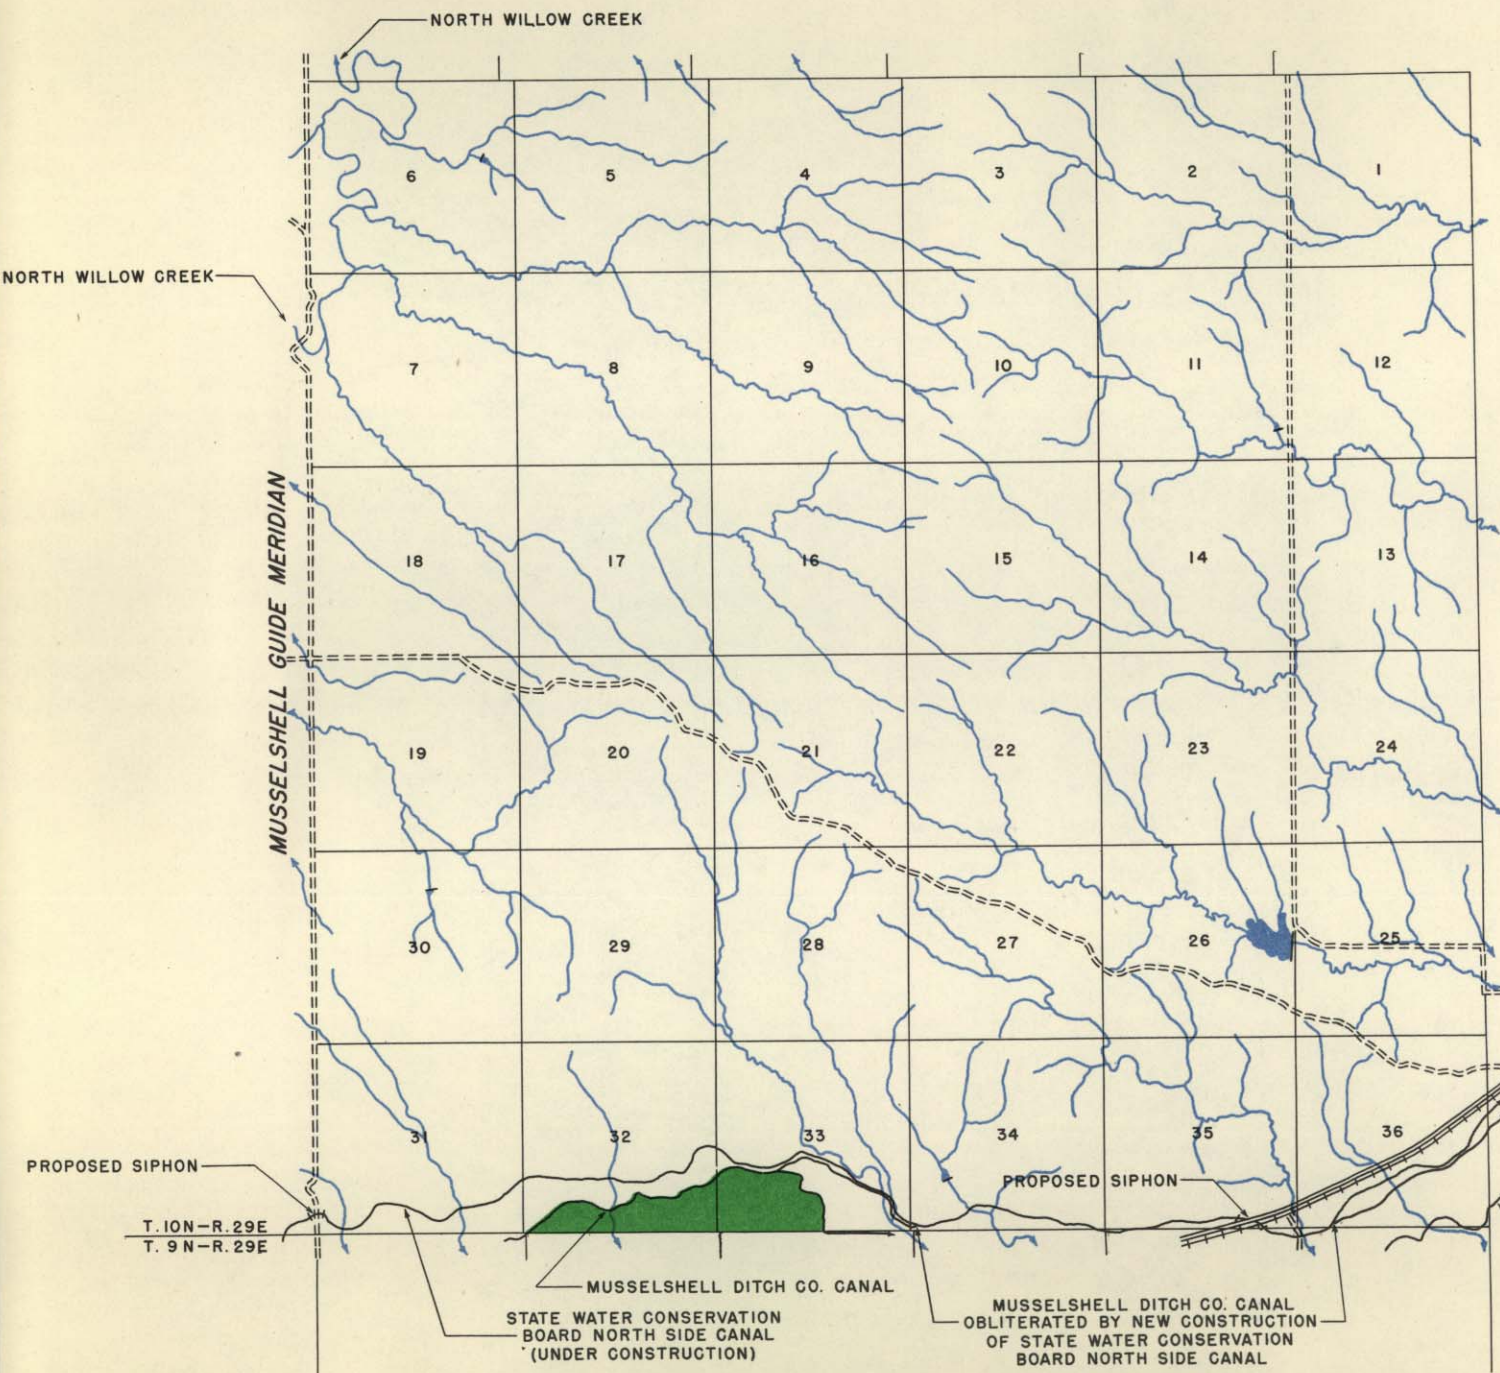 NORTH WILLOW CREEK
6 5 4 3 2 1
NORTH WILLOW CREEK
7 8 9 10 11 12
MUSSELSHELL GUIDE MERIDIAN
18 17 16 15 14 13
19 20 21 22 23 24
30 29 28 27 26 25
31 32 33 34 35 36
PROPOSED SIPHON
PROPOSED SIPHON
T. 10N-R. 29E
T. 9N-R. 29E
MUSSELSHELL DITCH CO. CANAL
STATE WATER CONSERVATION
BOARD NORTH SIDE CANAL
(UNDER CONSTRUCTION)
MUSSELSHELL DITCH CO. CANAL
OBLITERATED BY NEW CONSTRUCTION
OF STATE WATER CONSERVATION
BOARD NORTH SIDE CANAL